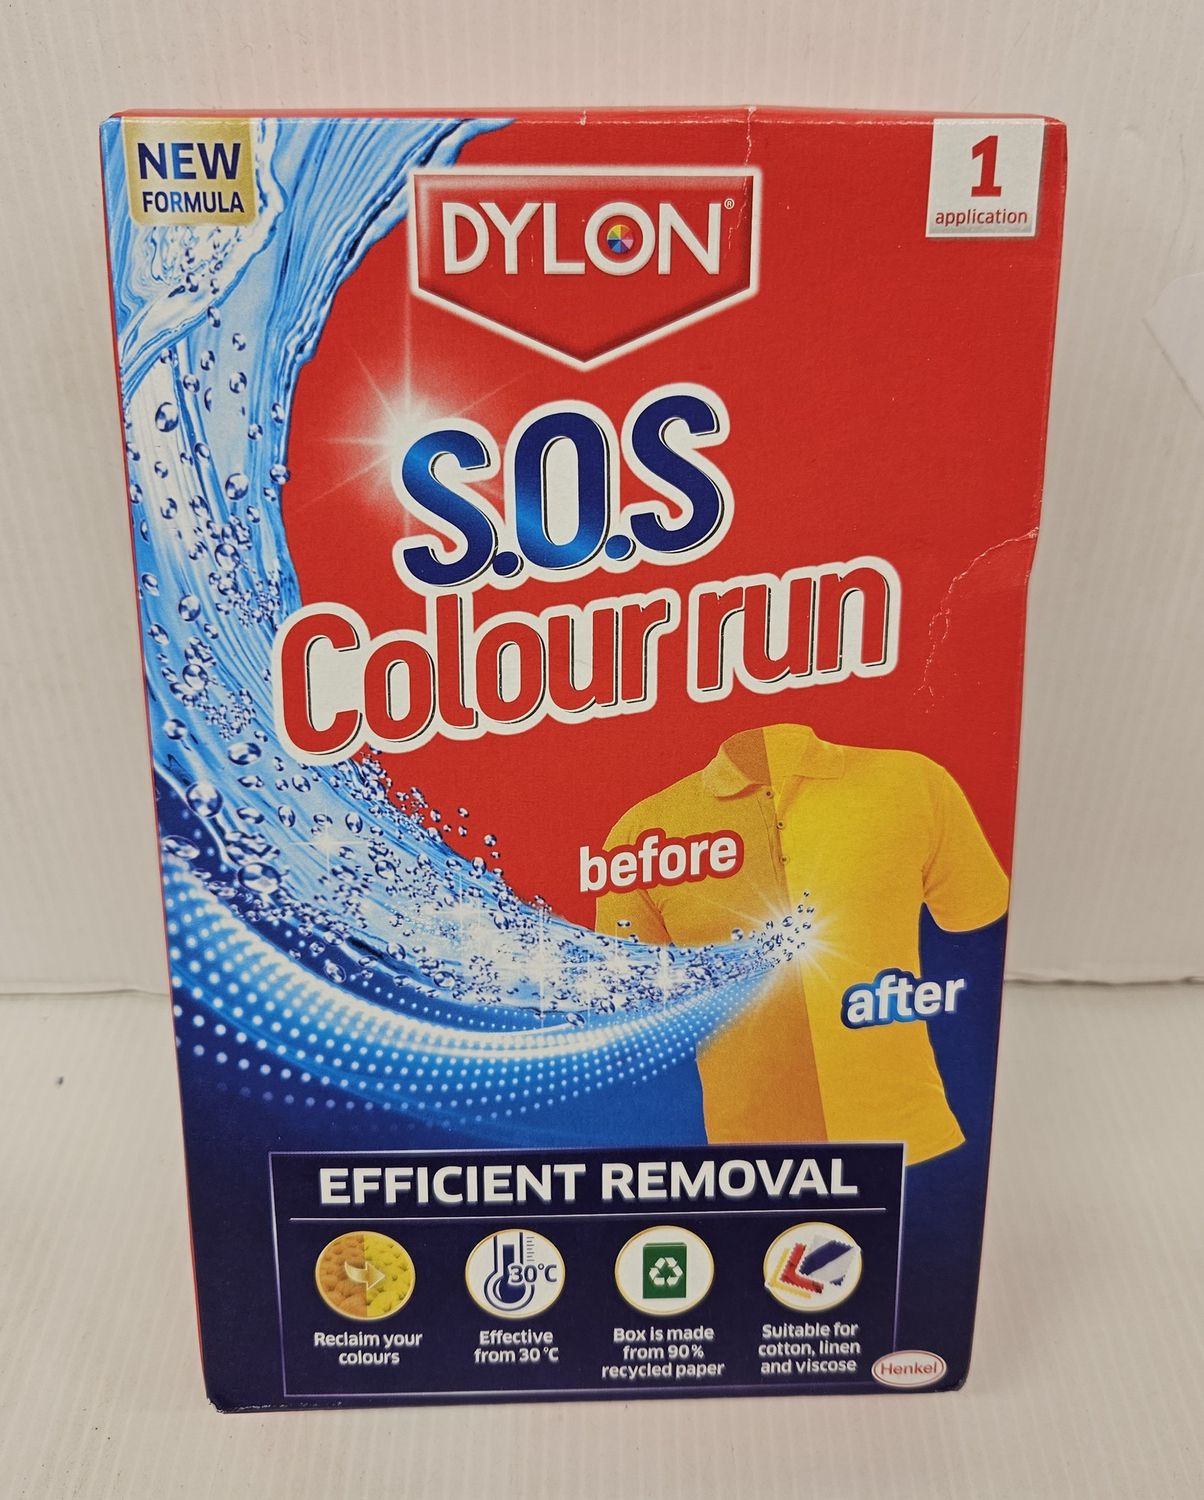 NEW
FORMULA
DYLON®
1
application
S.O.S
Colour run
before
after
EFFICIENT REMOVAL
Reclaim your
colours
30°C
Effective
from 30°C
Box is made
from 90%
recycled paper
Suitable for
cotton, linen
and viscose
Henkel